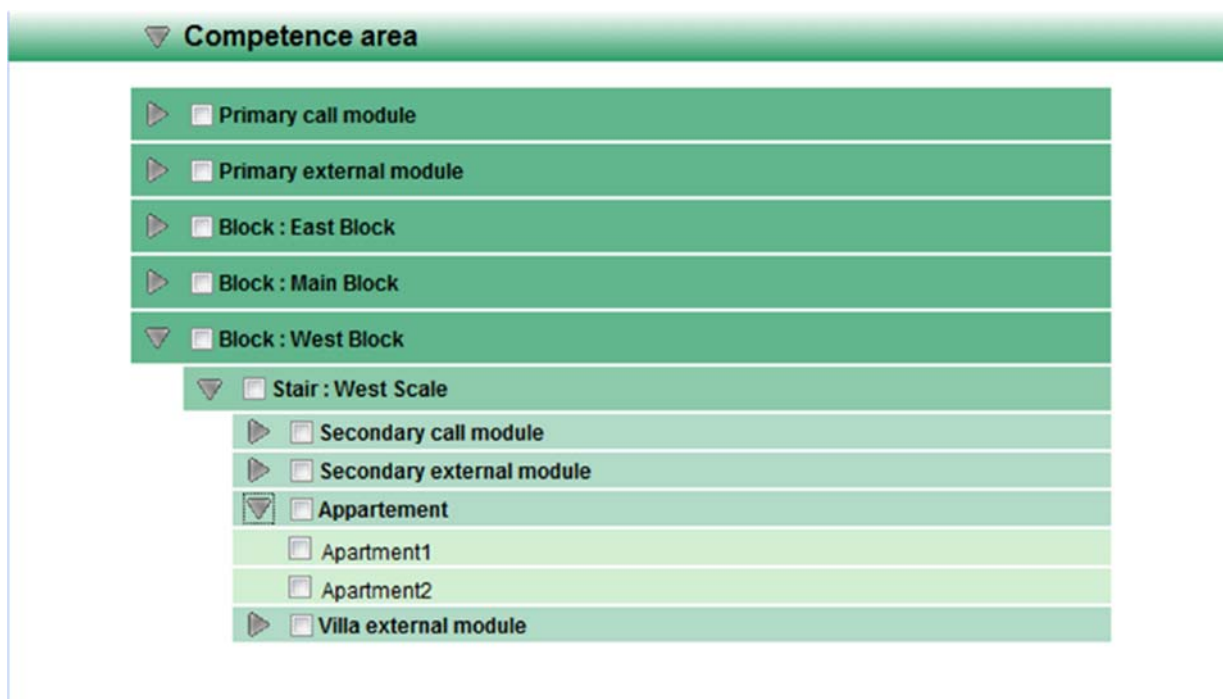 Competence area
Primary call module
Primary external module
Block : East Block
Block : Main Block
Block : West Block
Stair : West Scale
Secondary call module
Secondary external module
Appartement
Apartment1
Apartment2
Villa external module